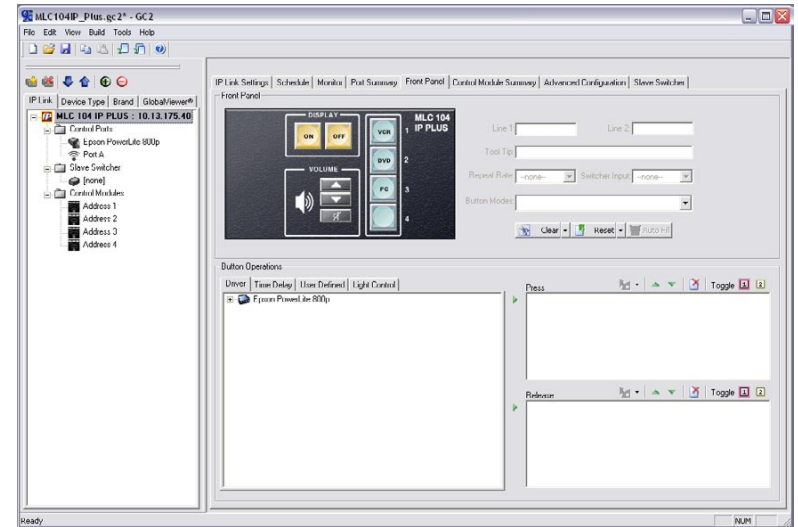 MLC104IP_Plus.gc2* - GC2
File Edit View Build Tools Help
IP Link Device Type Brand GlobalViewer®
MLC 104 IP PLUS : 10.13.175.40
Control Ports
Epson PowerLite 800p
Port A
Slave Switcher
[none]
Control Modules
Address 1
Address 2
Address 3
Address 4
IP Link Settings Schedule Monitor Port Summary Front Panel Control Module Summary Advanced Configuration Slave Switcher
Front Panel
DISPLAY
ON OFF
VOLUME
VCR 1
DVD 2
PC 3
4
MLC 104
IP PLUS
Line 1: Line 2:
Tool Tip:
Repeat Rate: --none-- Switcher Input: --none--
Button Modes:
Clear Reset Auto Fill
Button Operations
Driver Time Delay User Defined Light Control
Epson PowerLite 800p
Press Toggle 1 2
Release Toggle 1 2
Ready NUM